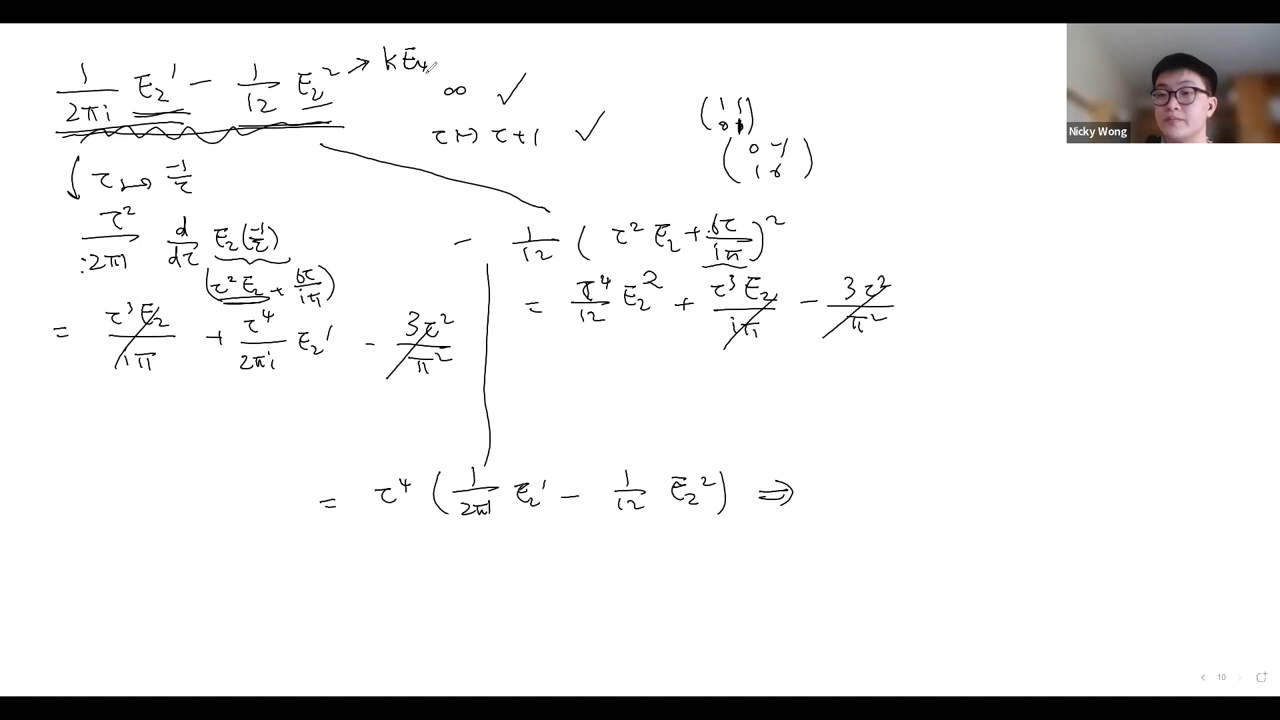 1/2πi E₂' − 1/12 E₂² → kE₄
∞ ✓
τ ↦ τ+1 ✓
(1 1 0 1)
(0 -1 1 0)
Nicky Wong
∫ τ ↦ -1/τ
τ²/2πi d/dτ E₂(-1/τ)
(τ²E₂ + 6τ/iπ)
− 1/12 (τ²E₂ + 6τ/iπ)²
= τ³E₂/iπ + τ⁴/2πi E₂' − 3τ²/π²
= τ⁴/12 E₂² + τ³E₂/iπ − 3τ²/π²
= τ⁴ (1/2πi E₂' − 1/12 E₂²) ⇒
10